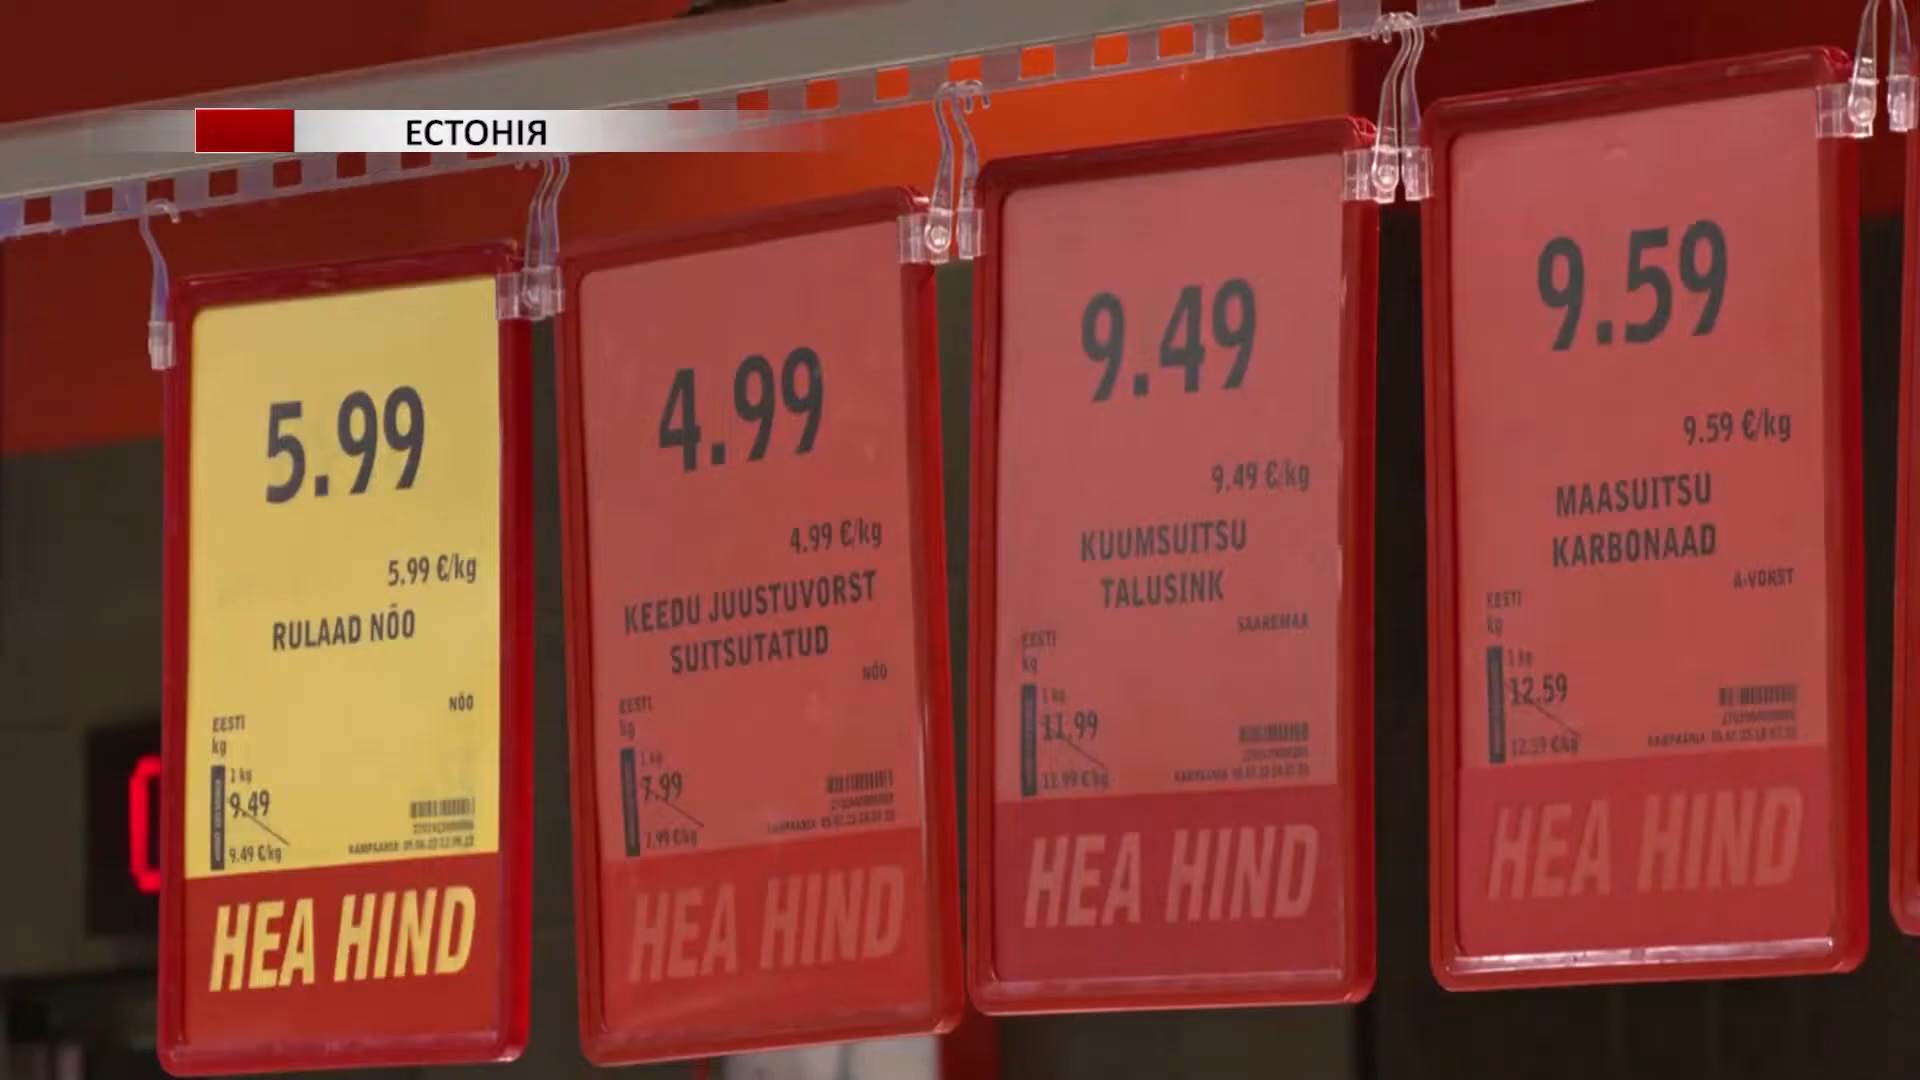 ЕСТОНІЯ
5.99
5.99 €/kg
RULAAD NÕO
NÕO
EESTI
kg
1 kg
9.49
9.49 €/kg
HEA HIND
4.99
4.99 €/kg
KEEDU JUUSTUVORST
SUITSUTATUD
NÕO
EESTI
kg
1 kg
7.99
7.99 €/kg
HEA HIND
9.49
9.49 €/kg
KUUMSUITSU
TALUSINK
SAAREMAA
EESTI
kg
1 kg
11.99
11.99 €/kg
HEA HIND
9.59
9.59 €/kg
MAASUITSU
KARBONAAD
A-VORST
EESTI
kg
1 kg
12.59
12.59 €/kg
HEA HIND